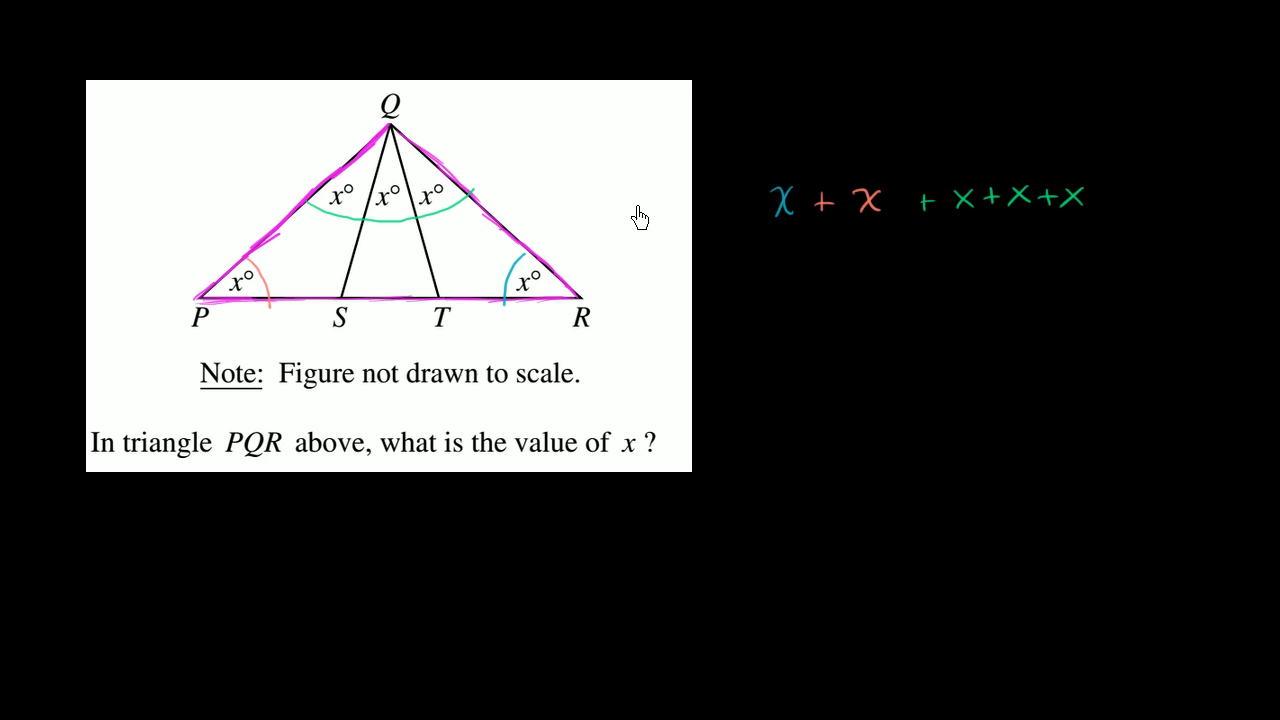 Q
x° x° x°
x + x + x+x+x
x° x°
P S T R
Note: Figure not drawn to scale.
In triangle PQR above, what is the value of x ?